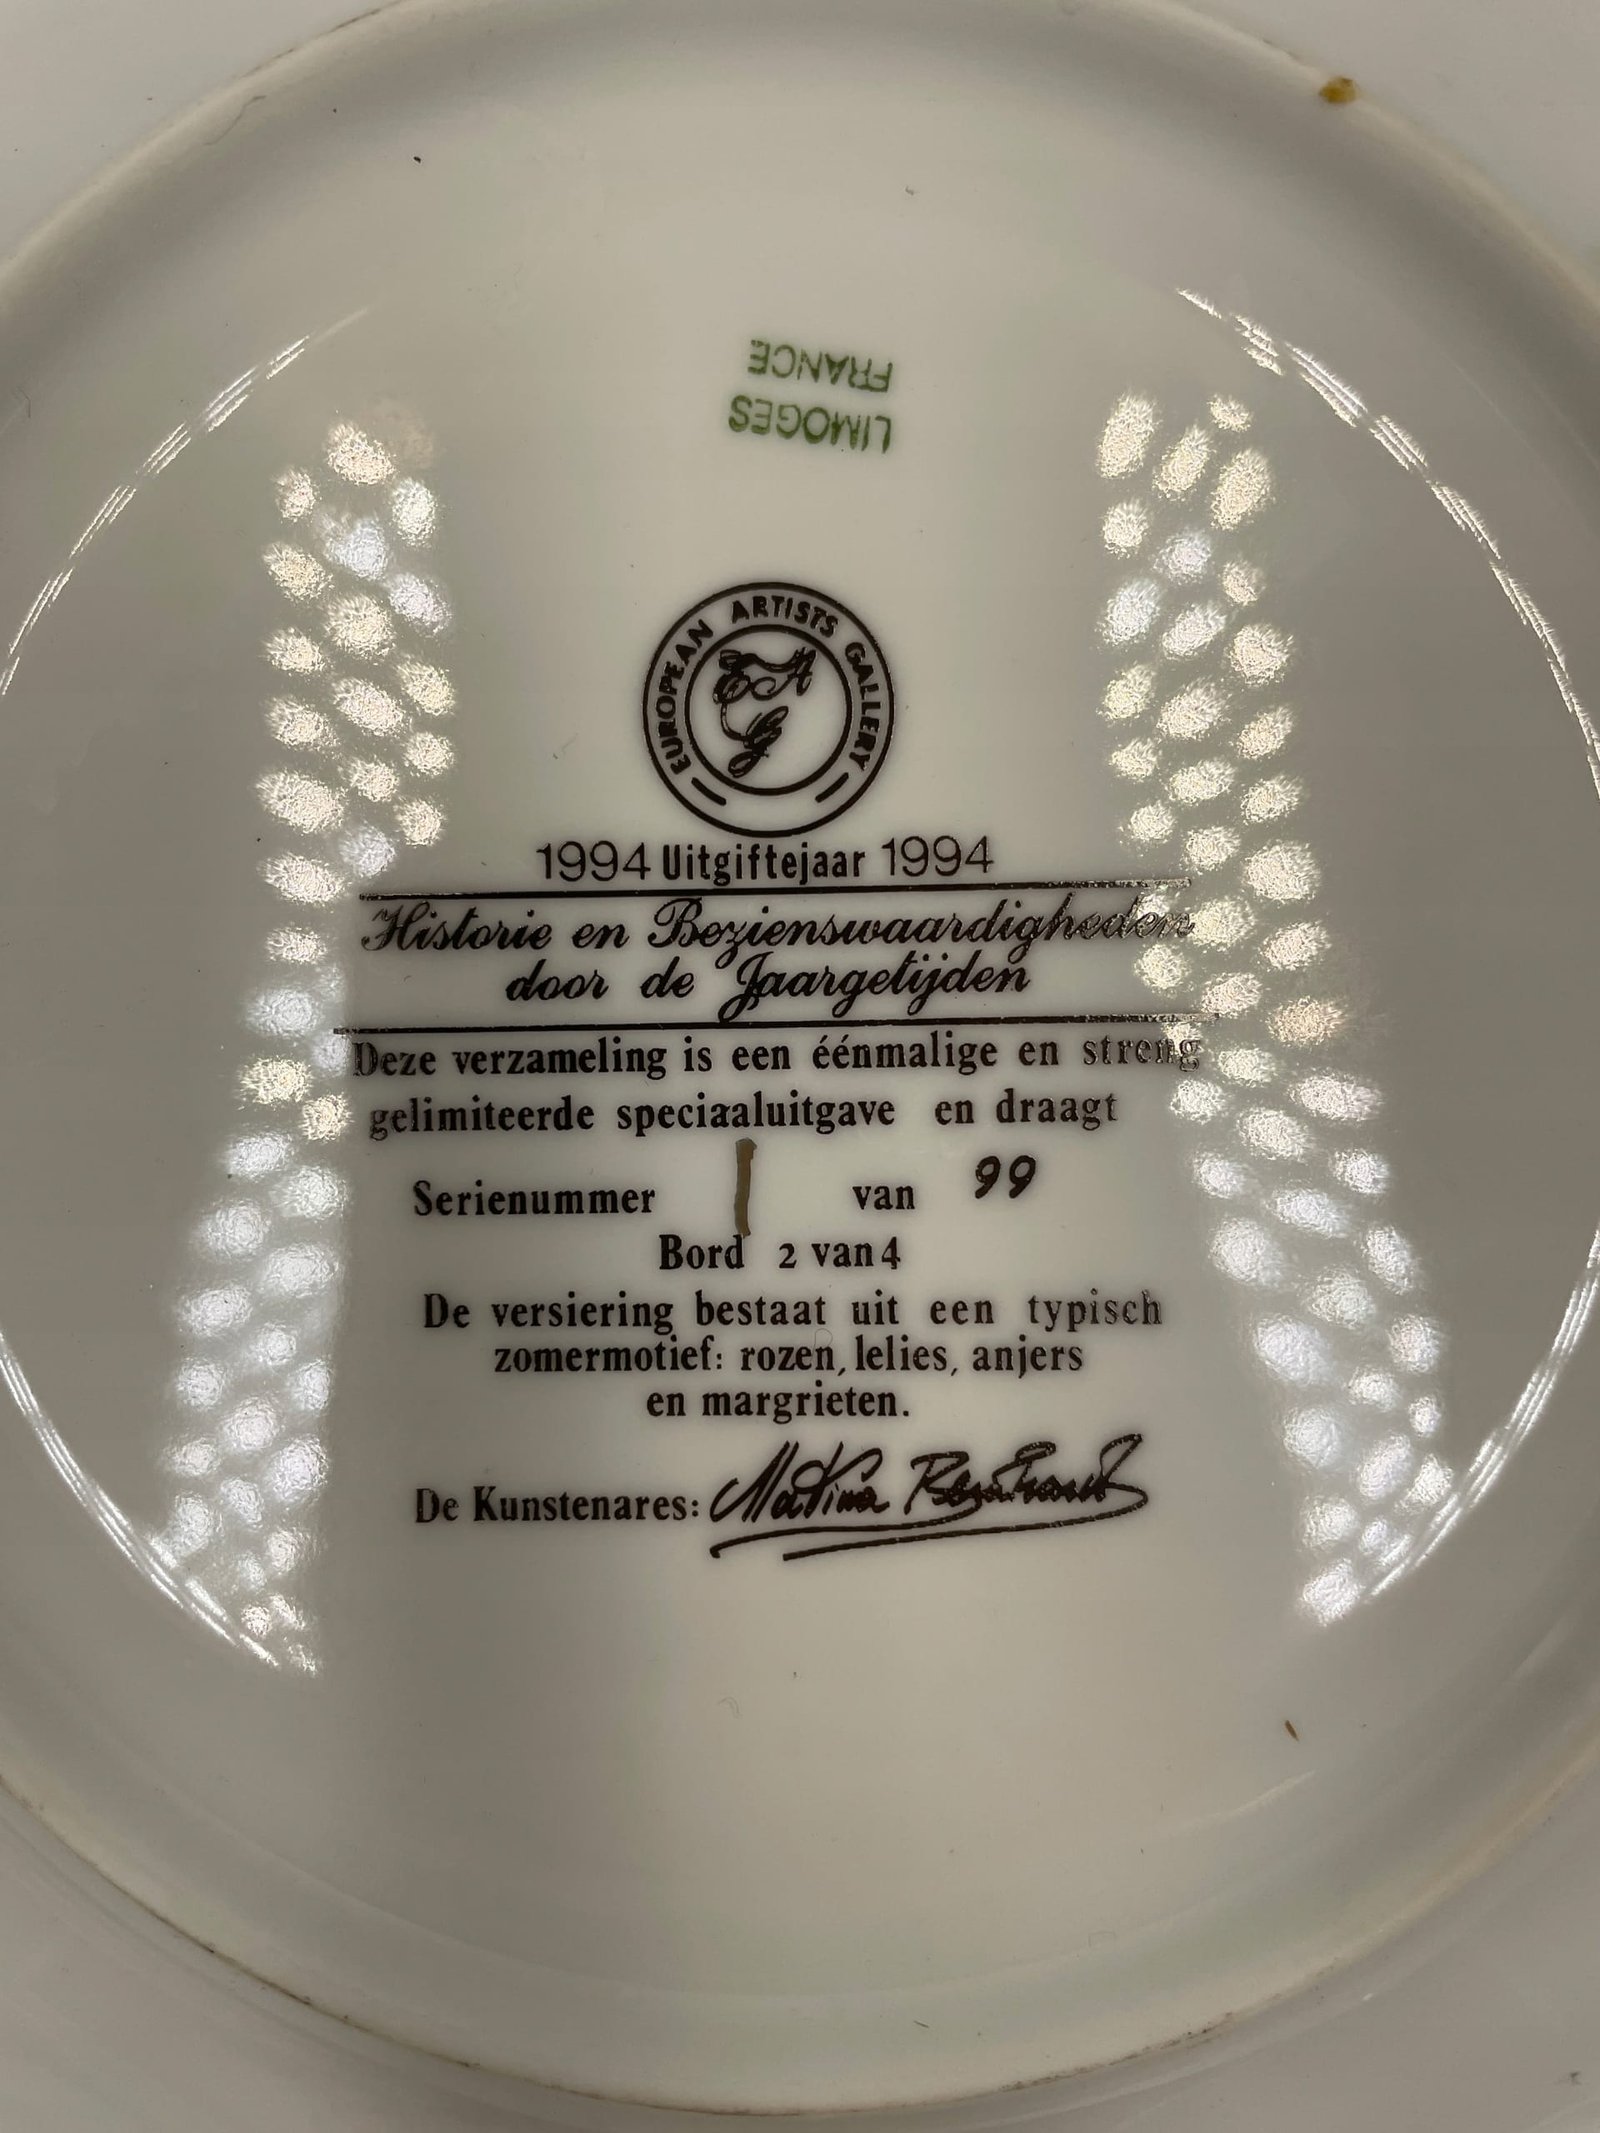 FRANCE
LIMOGES
EUROPEAN ARTISTS GALLERY
EAG
1994 Uitgiftejaar 1994
Historie en Bezienswaardigheden
door de Jaargetijden
Deze verzameling is een éénmalige en streng
gelimiteerde speciaaluitgave en draagt
Serienummer 1 van 99
Bord 2 van 4
De versiering bestaat uit een typisch
zomermotief: rozen, lelies, anjers
en margrieten.
De Kunstenares: Martina